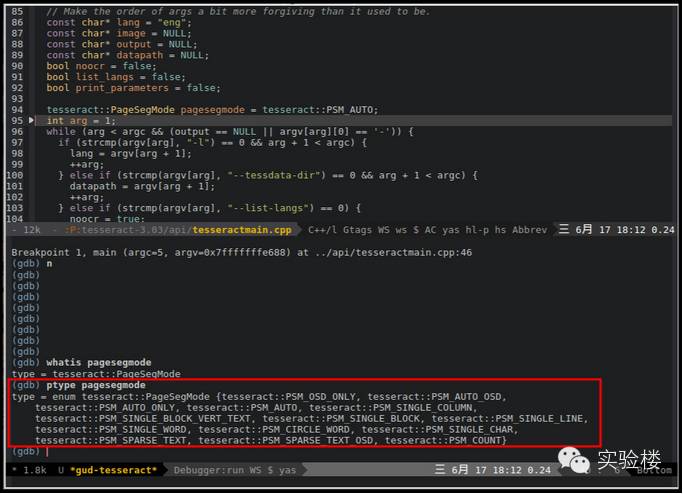 85 // Make the order of args a bit more forgiving than it used to be.
86 const char* lang = "eng";
87 const char* image = NULL;
88 const char* output = NULL;
89 const char* datapath = NULL;
90 bool noocr = false;
91 bool list_langs = false;
92 bool print_parameters = false;
93
94 tesseract::PageSegMode pagesegmode = tesseract::PSM_AUTO;
95 int arg = 1;
96 while (arg < argc && (output == NULL || argv[arg][0] == '-')) {
97 if (strcmp(argv[arg], "-l") == 0 && arg + 1 < argc) {
98 lang = argv[arg + 1];
99 ++arg;
100 } else if (strcmp(argv[arg], "--tessdata-dir") == 0 && arg + 1 < argc) {
101 datapath = argv[arg + 1];
102 ++arg;
103 } else if (strcmp(argv[arg], "--list-langs") == 0) {
104 noocr = true;
- 12k - :P:tesseract-3.03/api/tesseractmain.cpp C++/l Gtags WS ws $ AC yas hl-p hs Abbrev 三 6月 17 18:12 0.24
Breakpoint 1, main (argc=5, argv=0x7fffffffe688) at ../api/tesseractmain.cpp:46
(gdb) n
(gdb)
(gdb)
(gdb)
(gdb)
(gdb)
(gdb)
(gdb)
(gdb)
(gdb) whatis pagesegmode
type = tesseract::PageSegMode
(gdb) ptype pagesegmode
type = enum tesseract::PageSegMode {tesseract::PSM_OSD_ONLY, tesseract::PSM_AUTO_OSD,
tesseract::PSM_AUTO_ONLY, tesseract::PSM_AUTO, tesseract::PSM_SINGLE_COLUMN,
tesseract::PSM_SINGLE_BLOCK_VERT_TEXT, tesseract::PSM_SINGLE_BLOCK, tesseract::PSM_SINGLE_LINE,
tesseract::PSM_SINGLE_WORD, tesseract::PSM_CIRCLE_WORD, tesseract::PSM_SINGLE_CHAR,
tesseract::PSM_SPARSE_TEXT, tesseract::PSM_SPARSE_TEXT_OSD, tesseract::PSM_COUNT}
(gdb)
实验楼
* 1.8k U *gud-tesseract* Debugger:run WS $ yas 三 6月 17 18:12 0.24 6 Bottom